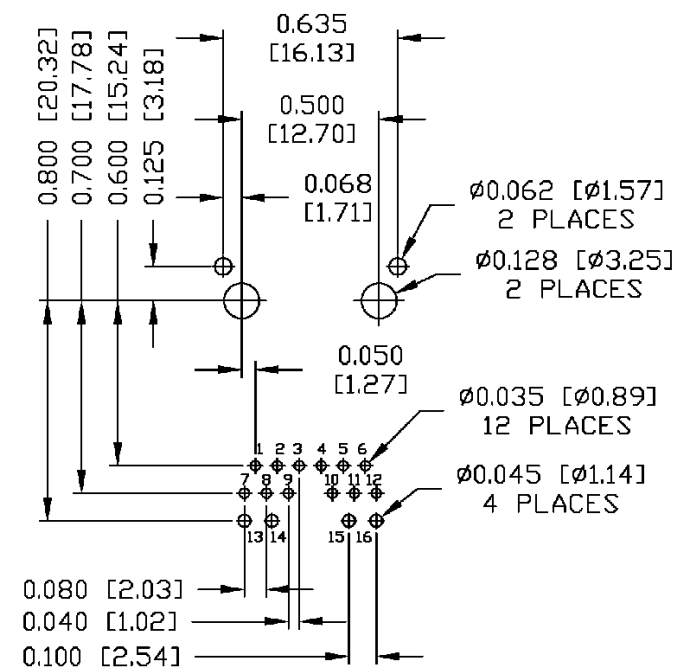 0.635
[16.13]
0.500
[12.70]
0.068
[1.71]
0.800 [20.32]
0.700 [17.78]
0.600 [15.24]
0.125 [3.18]
Ø0.062 [Ø1.57]
2 PLACES
Ø0.128 [Ø3.25]
2 PLACES
0.050
[1.27]
Ø0.035 [Ø0.89]
12 PLACES
1 2 3 4 5 6
7 8 9 10 11 12
Ø0.045 [Ø1.14]
4 PLACES
13 14 15 16
0.080 [2.03]
0.040 [1.02]
0.100 [2.54]